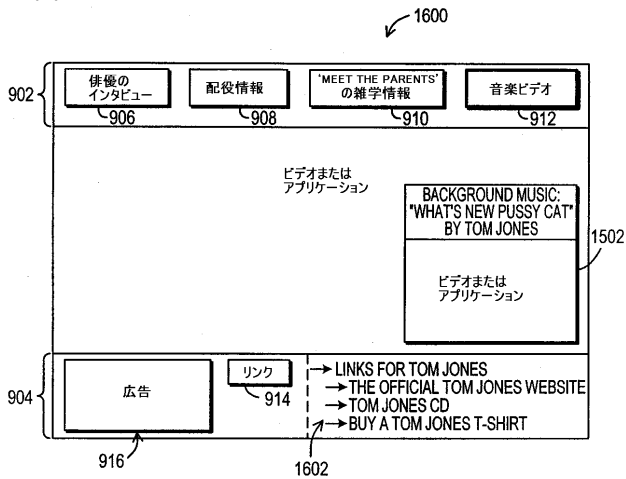 1600
902
俳優の
インタビュー
906
配役情報
908
'MEET THE PARENTS'
の雑学情報
910
音楽ビデオ
912
ビデオまたは
アプリケーション
BACKGROUND MUSIC:
"WHAT'S NEW PUSSY CAT"
BY TOM JONES
1502
ビデオまたは
アプリケーション
904
広告
916
リンク
914
LINKS FOR TOM JONES
THE OFFICIAL TOM JONES WEBSITE
TOM JONES CD
BUY A TOM JONES T-SHIRT
1602